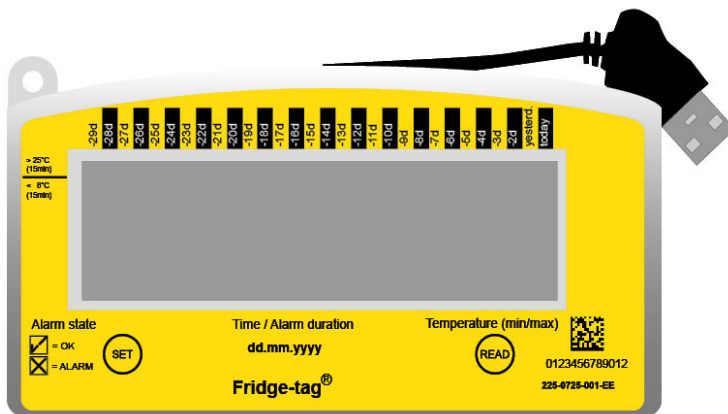 -29d
-28d
-27d
-26d
-25d
-24d
-23d
-22d
-21d
-20d
-19d
-18d
-17d
-16d
-15d
-14d
-13d
-12d
-11d
-10d
-9d
-8d
-7d
-6d
-5d
-4d
-3d
-2d
yesterd.
today
> 25°C
(15min)
< 8°C
(15min)
Alarm state
= OK
= ALARM
SET
Time / Alarm duration
dd.mm.yyyy
Fridge-tag®
Temperature (min/max)
READ
0123456789012
225-0725-001-EE